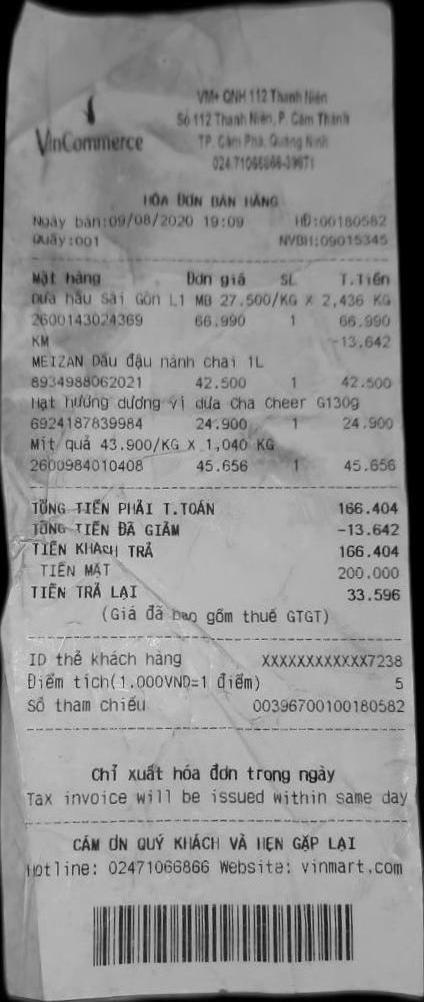 VinCommerce
VM+ QNH 112 Thanh Niên
Số 112 Thanh Niên, P. Cẩm Thành
TP. Cẩm Phả, Quảng Ninh
024.71066866-39671
HÓA ĐƠN BÁN HÀNG
Ngày bán:09/08/2020 19:09 HĐ:00180582
Quầy:001 NVBH:09015345
Mặt hàng Đơn giá SL T.Tiền
Dưa hấu Sài Gòn L1 MB 27.500/KG X 2,436 KG
2600143024369 66.990 1 66.990
KM -13.642
MEIZAN Dầu đậu nành chai 1L
8934988062021 42.500 1 42.500
Hạt hướng dương vị dừa Cha Cheer G130g
6924187839984 24.900 1 24.900
Mít quả 43.900/KG X 1,040 KG
2600984010408 45.656 1 45.656
TỔNG TIỀN PHẢI T.TOÁN 166.404
TỔNG TIỀN ĐÃ GIẢM -13.642
TIỀN KHÁCH TRẢ 166.404
TIỀN MẶT 200.000
TIỀN TRẢ LẠI 33.596
(Giá đã bao gồm thuế GTGT)
ID thẻ khách hàng XXXXXXXXXXXX7238
Điểm tích(1.000VND=1 điểm) 5
Số tham chiếu 00396700100180582
Chỉ xuất hóa đơn trong ngày
Tax invoice will be issued within same day
CẢM ƠN QUÝ KHÁCH VÀ HẸN GẶP LẠI
Hotline: 02471066866 Website: vinmart.com